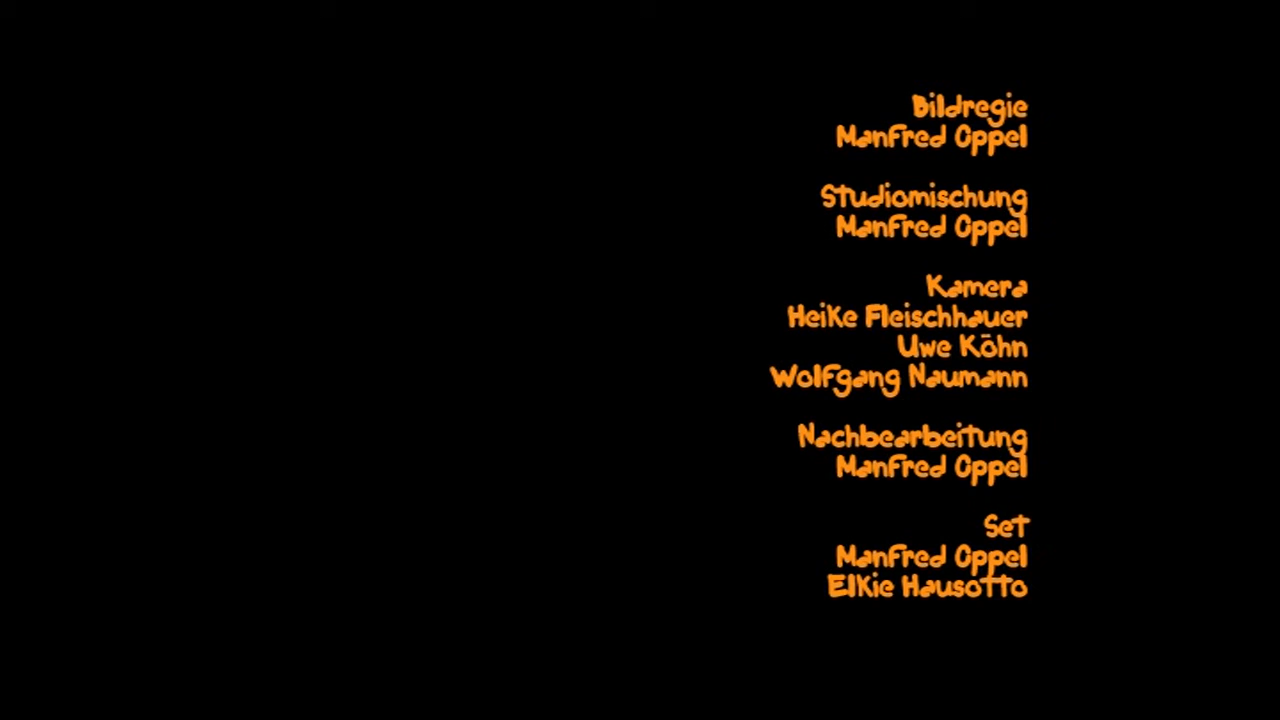 Bildregie
Manfred Oppel
Studiomischung
Manfred Oppel
Kamera
Heike Fleischhauer
Uwe Köhn
Wolfgang Naumann
Nachbearbeitung
Manfred Oppel
Set
Manfred Oppel
Elkie Hausotto